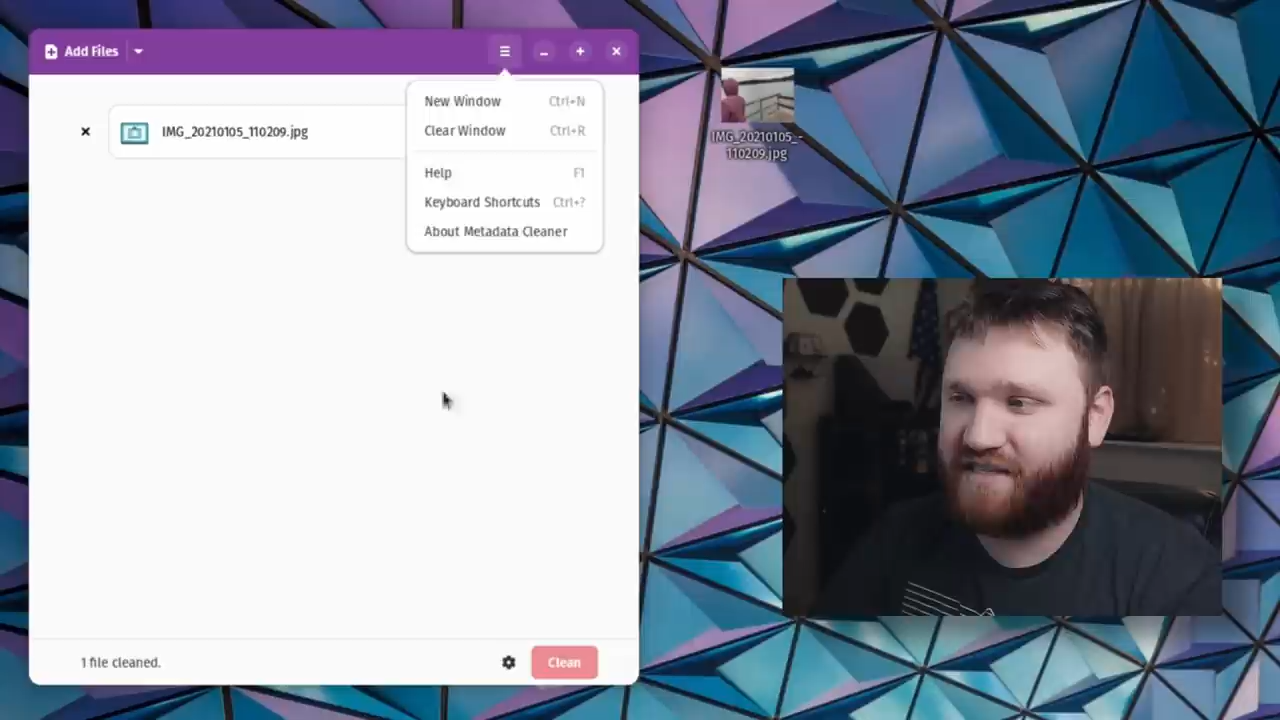 Add Files
New Window Ctrl+N
Clear Window Ctrl+R
Help F1
Keyboard Shortcuts Ctrl+?
About Metadata Cleaner
IMG_20210105_110209.jpg
1 file cleaned.
Clean
IMG_20210105_-
110209.jpg